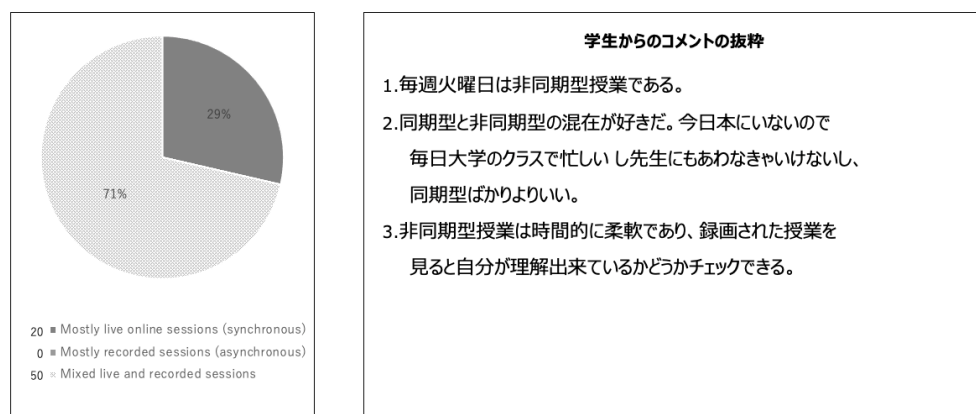 29%
71%
20 Mostly live online sessions (synchronous)
0 Mostly recorded sessions (asynchronous)
50 Mixed live and recorded sessions
学生からのコメントの抜粋
1.毎週火曜日は非同期型授業である。
2.同期型と非同期型の混在が好きだ。今日本にいないので
毎日大学のクラスで忙しい し先生にもあわなきゃいけないし、
同期型ばかりよりいい。
3.非同期型授業は時間的に柔軟であり、録画された授業を
見ると自分が理解出来ているかどうかチェックできる。